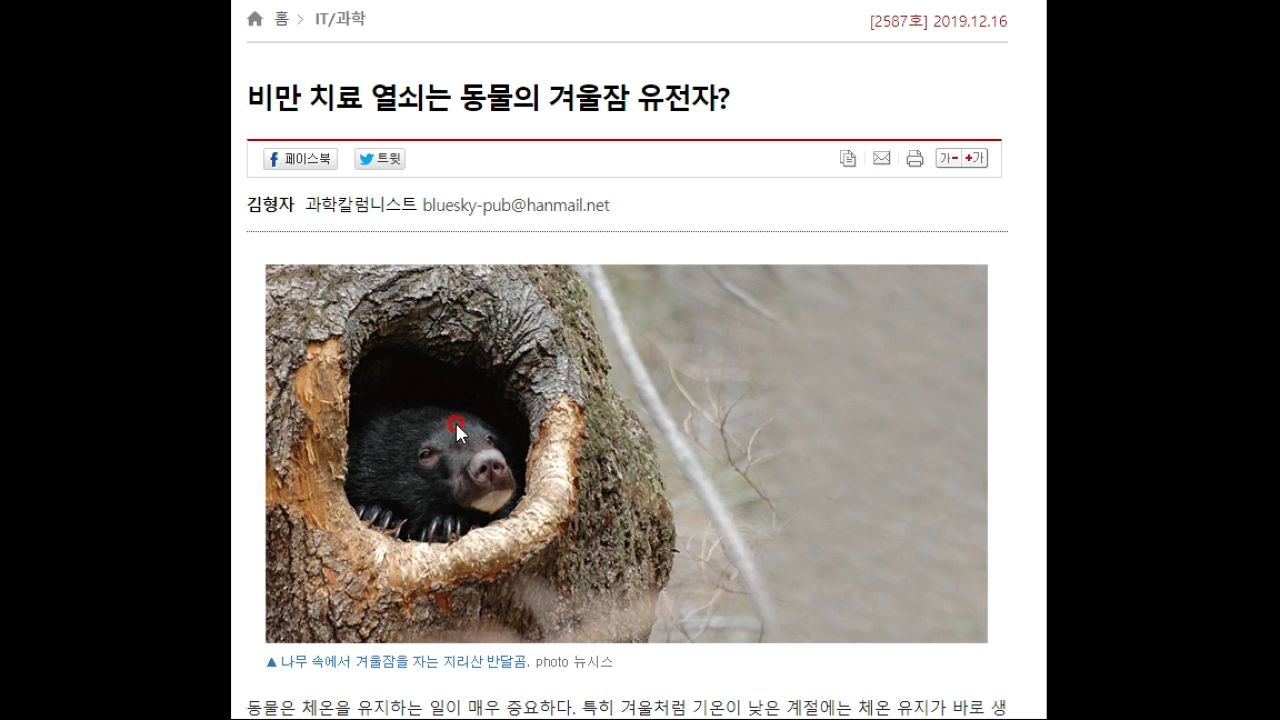 홈 > IT/과학
[2587호] 2019.12.16
비만 치료 열쇠는 동물의 겨울잠 유전자?
페이스북 트윗 가- +가
김형자 과학칼럼니스트 bluesky-pub@hanmail.net
▲ 나무 속에서 겨울잠을 자는 지리산 반달곰. photo 뉴시스
동물은 체온을 유지하는 일이 매우 중요하다. 특히 겨울처럼 기온이 낮은 계절에는 체온 유지가 바로 생